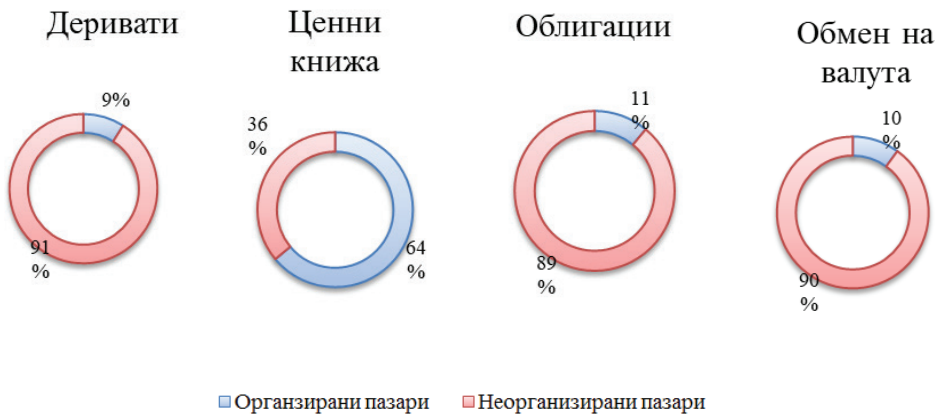 Деривати
9%
91
%
Ценни
книжа
36
%
64
%
Облигации
11
%
89
%
Обмен на
валута
10
%
90
%
Органзирани пазари
Неорганизирани пазари